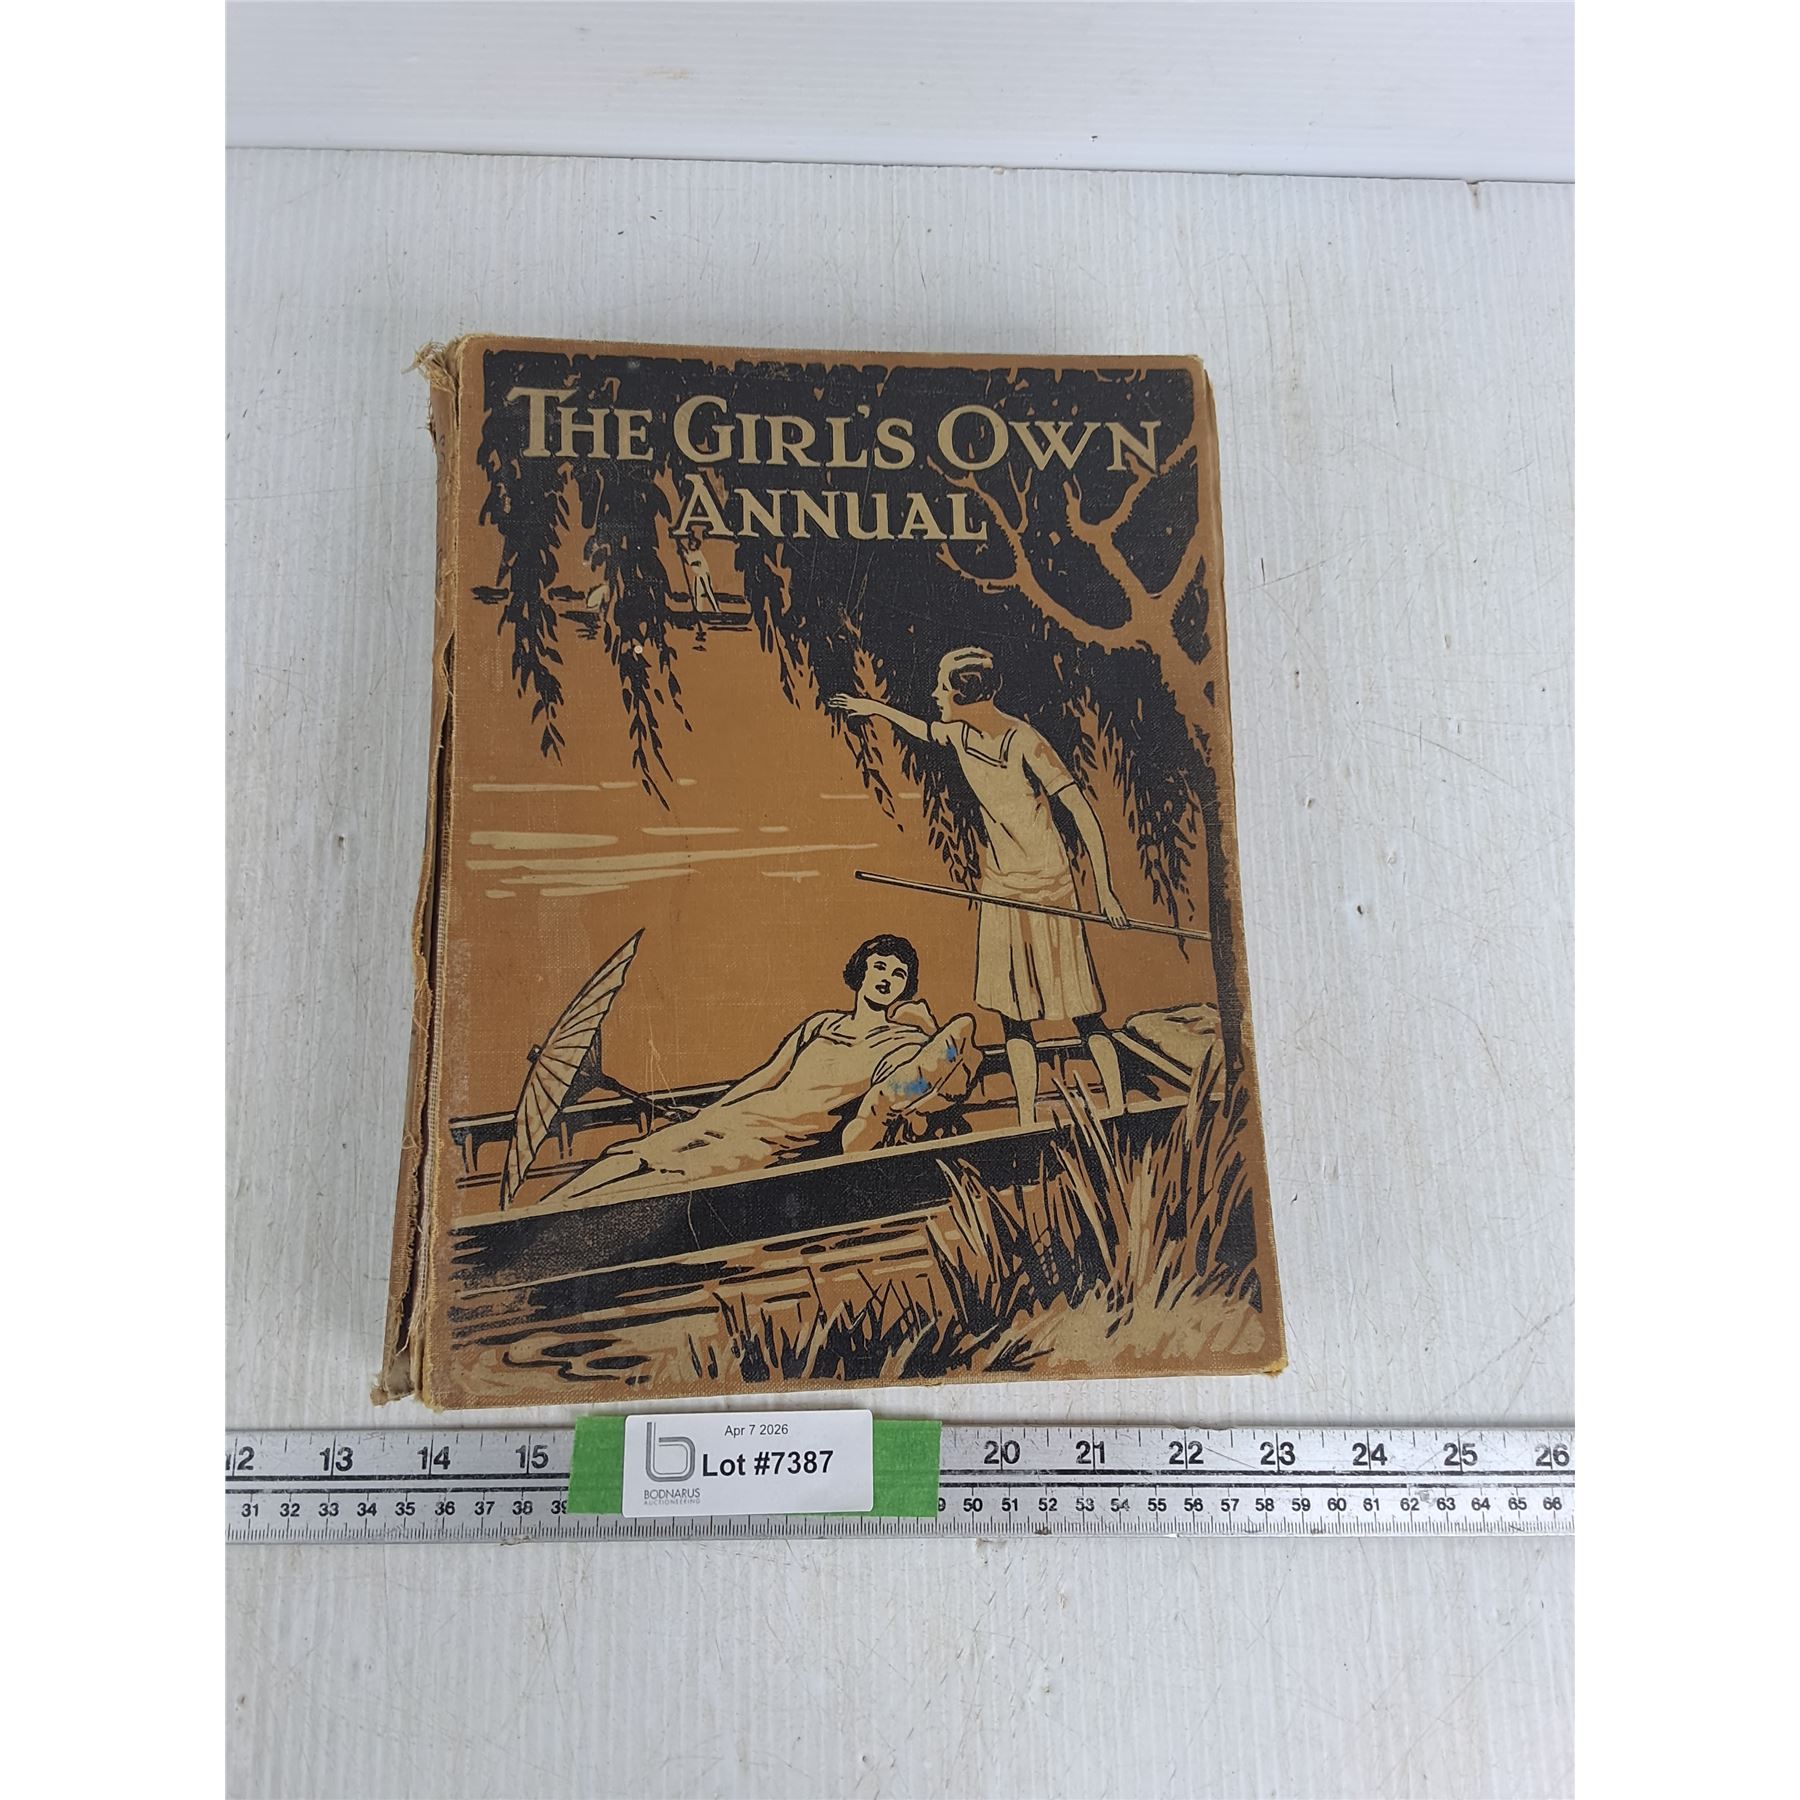 THE GIRL'S OWN
ANNUAL
Apr 7 2026
Lot #7387
BODNARUS
AUCTIONEERING
12 13 14 15 20 21 22 23 24 25 26
31 32 33 34 35 36 37 38 39 50 51 52 53 54 55 56 57 58 59 60 61 62 63 64 65 66